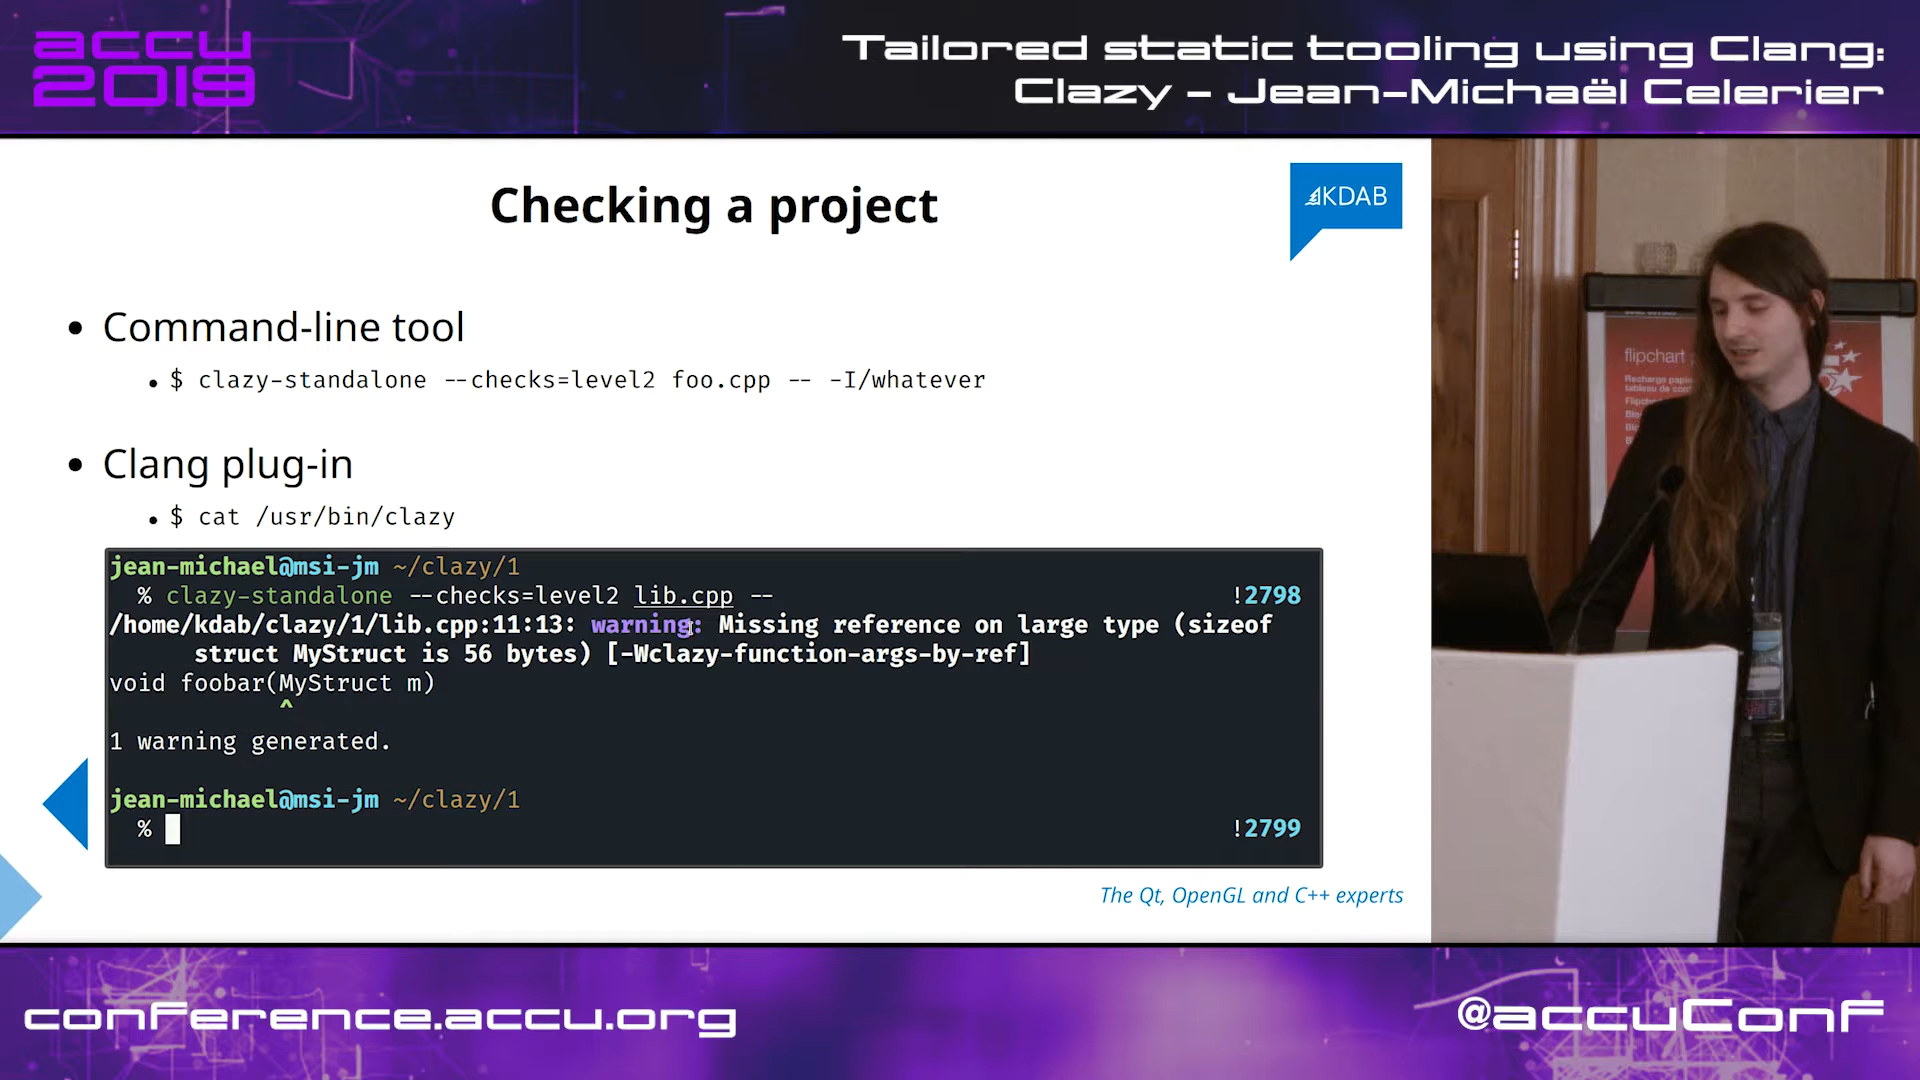 accu
2019
Tailored static tooling using Clang:
Clazy - Jean-Michaël Celerier
Checking a project
KDAB
• Command-line tool
• $ clazy-standalone --checks=level2 foo.cpp -- -I/whatever
• Clang plug-in
• $ cat /usr/bin/clazy
jean-michael@msi-jm ~/clazy/1
% clazy-standalone --checks=level2 lib.cpp -- !2798
/home/kdab/clazy/1/lib.cpp:11:13: warning: Missing reference on large type (sizeof
struct MyStruct is 56 bytes) [-Wclazy-function-args-by-ref]
void foobar(MyStruct m)
^
1 warning generated.
jean-michael@msi-jm ~/clazy/1
% !2799
The Qt, OpenGL and C++ experts
flipchart
Recharge papier
tableau de
conference.accu.org
@accuConf